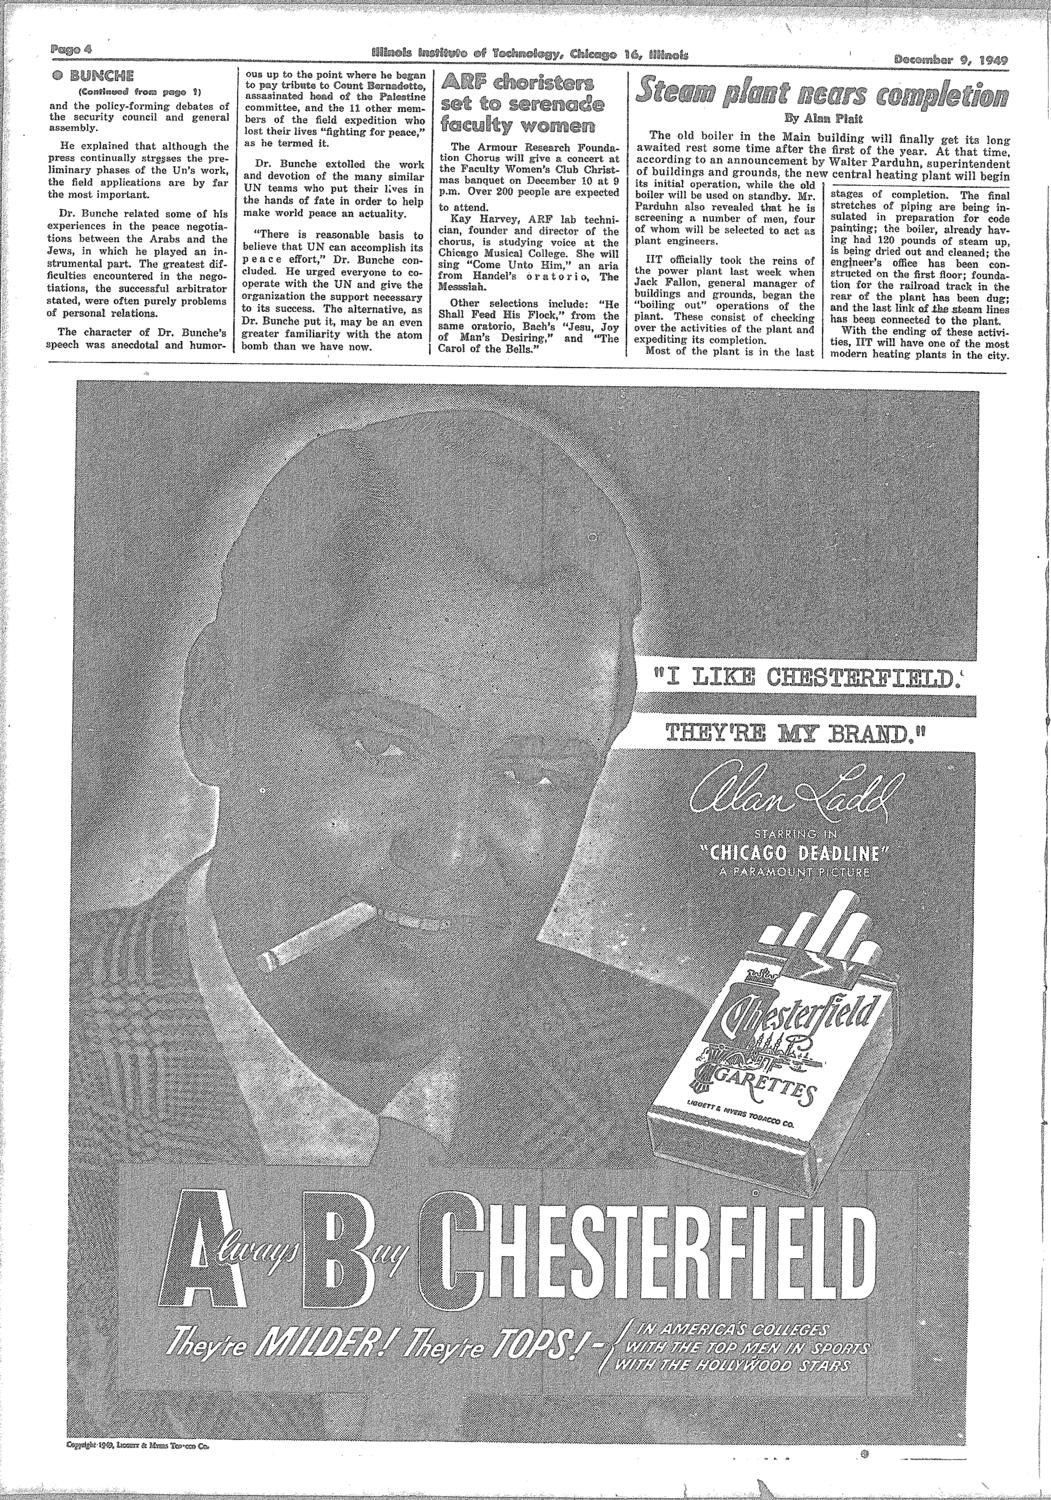 Page 4
Illinois Institute of Technology, Chicago 16, Illinois
December 9, 1949
● BUNCHE
(Continued from page 1)
and the policy-forming debates of
the security council and general
assembly.
He explained that although the
press continually stresses the pre-
liminary phases of the Un's work,
the field applications are by far
the most important.
Dr. Bunche related some of his
experiences in the peace negotia-
tions between the Arabs and the
Jews, in which he played an in-
strumental part. The greatest dif-
ficulties encountered in the nego-
tiations, the successful arbitrator
stated, were often purely problems
of personal relations.
The character of Dr. Bunche's
speech was anecdotal and humor-
ous up to the point where he began
to pay tribute to Count Bernadotte,
assasinated head of the Palestine
committee, and the 11 other mem-
bers of the field expedition who
lost their lives "fighting for peace,"
as he termed it.
Dr. Bunche extolled the work
and devotion of the many similar
UN teams who put their lives in
the hands of fate in order to help
make world peace an actuality.
"There is reasonable basis to
believe that UN can accomplish its
peace effort," Dr. Bunche con-
cluded. He urged everyone to co-
operate with the UN and give the
organization the support necessary
to its success. The alternative, as
Dr. Bunche put it, may be an even
greater familiarity with the atom
bomb than we have now.
ARF choristers
set to serenade
faculty women
The Armour Research Founda-
tion Chorus will give a concert at
the Faculty Women's Club Christ-
mas banquet on December 10 at 9
p.m. Over 200 people are expected
to attend.
Kay Harvey, ARF lab techni-
cian, founder and director of the
chorus, is studying voice at the
Chicago Musical College. She will
sing "Come Unto Him," an aria
from Handel's oratorio, The
Messsiah.
Other selections include: "He
Shall Feed His Flock," from the
same oratorio, Bach's "Jesu, Joy
of Man's Desiring," and "The
Carol of the Bells."
Steam plant nears completion
By Alan Plait
The old boiler in the Main building will finally get its long
awaited rest some time after the first of the year. At that time,
according to an announcement by Walter Parduhn, superintendent
of buildings and grounds, the new central heating plant will begin
its initial operation, while the old
boiler will be used on standby. Mr.
Parduhn also revealed that he is
screening a number of men, four
of whom will be selected to act as
plant engineers.
IIT officially took the reins of
the power plant last week when
Jack Fallon, general manager of
buildings and grounds, began the
"boiling out" operations of the
plant. These consist of checking
over the activities of the plant and
expediting its completion.
Most of the plant is in the last
stages of completion. The final
stretches of piping are being in-
sulated in preparation for code
painting; the boiler, already hav-
ing had 120 pounds of steam up,
is being dried out and cleaned; the
engineer's office has been con-
structed on the first floor; founda-
tion for the railroad track in the
rear of the plant has been dug;
and the last link of the steam lines
has been connected to the plant.
With the ending of these activi-
ties, IIT will have one of the most
modern heating plants in the city.
"I LIKE CHESTERFIELD.
THEY'RE MY BRAND."
Alan Ladd
STARRING IN
"CHICAGO DEADLINE"
A PARAMOUNT PICTURE
Chesterfield
CIGARETTES
LIGGETT & MYERS TOBACCO CO.
Always Buy CHESTERFIELD
They're MILDER! They're TOPS! –
IN AMERICA'S COLLEGES
WITH THE TOP MEN IN SPORTS
WITH THE HOLLYWOOD STARS
Copyright 1949, Liggett & Myers Tobacco Co.